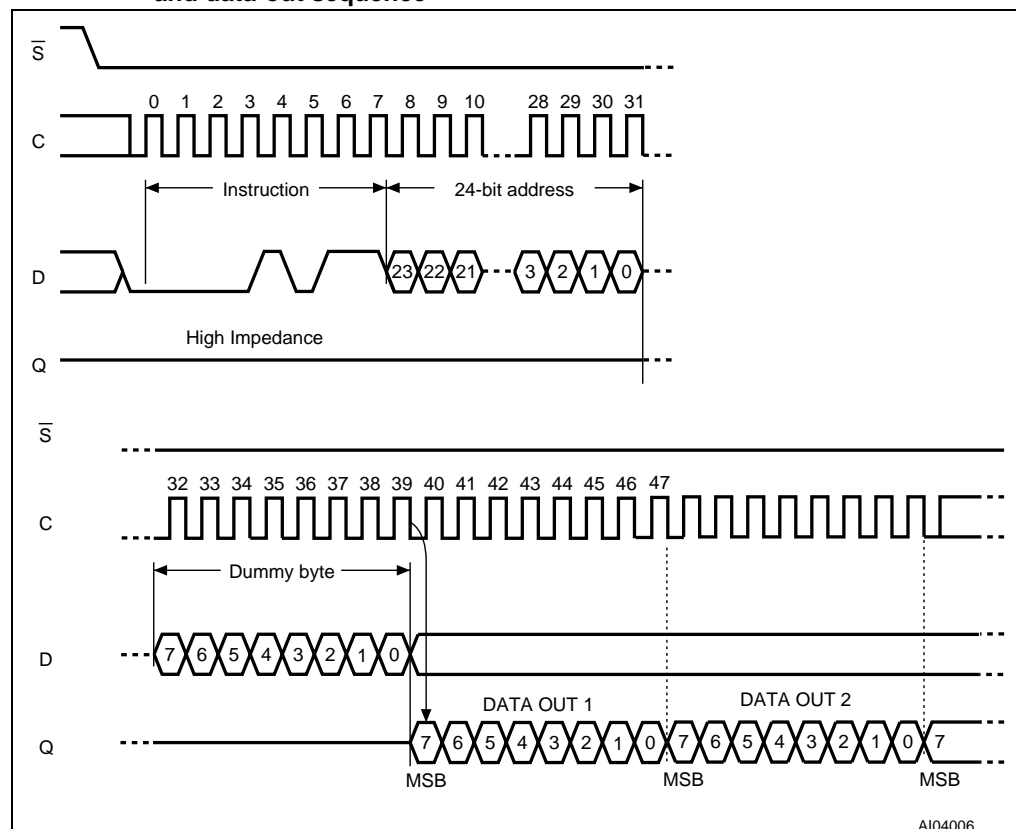 and data-out sequence
S
0 1 2 3 4 5 6 7 8 9 10 28 29 30 31
C
Instruction 24-bit address
D
23 22 21 3 2 1 0
High Impedance
Q
S
32 33 34 35 36 37 38 39 40 41 42 43 44 45 46 47
C
Dummy byte
D
7 6 5 4 3 2 1 0
DATA OUT 1 DATA OUT 2
Q
7 6 5 4 3 2 1 0 7 6 5 4 3 2 1 0 7
MSB MSB MSB
AI04006